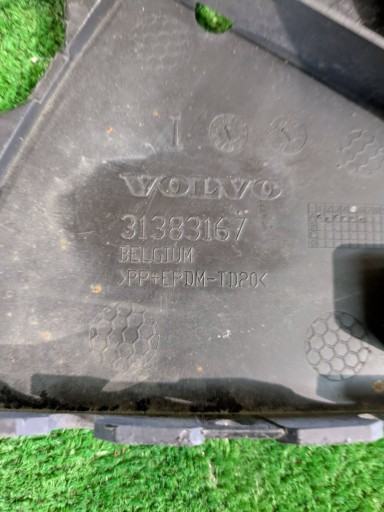 VOLVO
31383167
BELGIUM
>PP+EPDM-TD20<